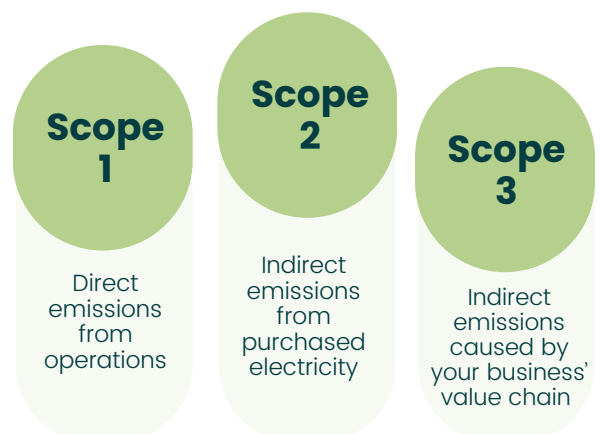 Scope
1
Direct
emissions
from
operations
Scope
2
Indirect
emissions
from
purchased
electricity
Scope
3
Indirect
emissions
caused by
your business’
value chain